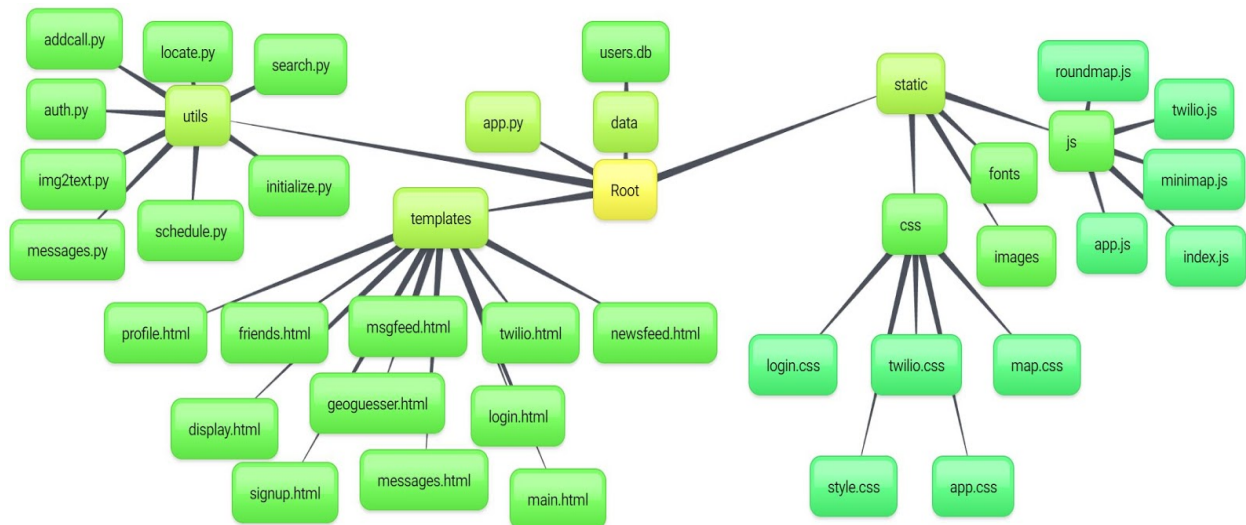 addcall.py
locate.py
search.py
auth.py
utils
img2text.py
initialize.py
messages.py
schedule.py
users.db
app.py
data
Root
templates
profile.html
friends.html
msgfeed.html
twilio.html
newsfeed.html
geoguesser.html
login.html
display.html
signup.html
messages.html
main.html
static
roundmap.js
twilio.js
js
minimap.js
fonts
css
app.js
index.js
images
login.css
twilio.css
map.css
style.css
app.css